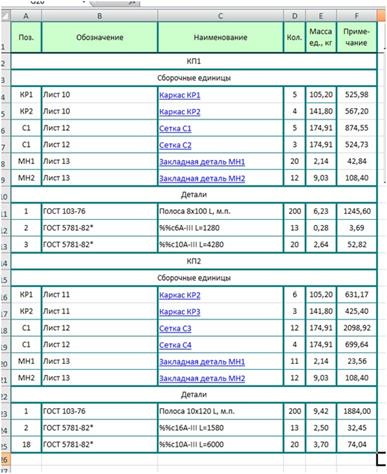 A B C D E F
1 Поз. Обозначение Наименование Кол. Масса ед., кг Приме-чание
2 КП1
3 Сборочные единицы
4 КР1 Лист 10 Каркас КР1 5 105,20 525,98
5 КР2 Лист 10 Каркас КР2 4 141,80 567,20
6 С1 Лист 12 Сетка С1 5 174,91 874,55
7 С1 Лист 12 Сетка С2 3 174,91 524,73
8 МН1 Лист 13 Закладная деталь МН1 20 2,14 42,84
9 МН2 Лист 13 Закладная деталь МН2 12 9,03 108,40
10 Детали
11 1 ГОСТ 103-76 Полоса 8х100 L, м.п. 200 6,23 1245,60
12 2 ГОСТ 5781-82* %%c6A-III L=1280 13 0,28 3,69
13 3 ГОСТ 5781-82* %%c10A-III L=4280 20 2,64 52,82
14 КП2
15 Сборочные единицы
16 КР1 Лист 11 Каркас КР2 6 105,20 631,17
17 КР2 Лист 11 Каркас КР3 3 141,80 425,40
18 С1 Лист 12 Сетка С3 12 174,91 2098,92
19 С1 Лист 12 Сетка С4 4 174,91 699,64
20 МН1 Лист 13 Закладная деталь МН1 11 2,14 23,56
21 МН2 Лист 13 Закладная деталь МН2 12 9,03 108,40
22 Детали
23 1 ГОСТ 103-76 Полоса 10х120 L, м.п. 200 9,42 1884,00
24 2 ГОСТ 5781-82* %%c16A-III L=1580 13 2,50 32,45
25 18 ГОСТ 5781-82* %%c10A-III L=6000 20 3,70 74,04
26